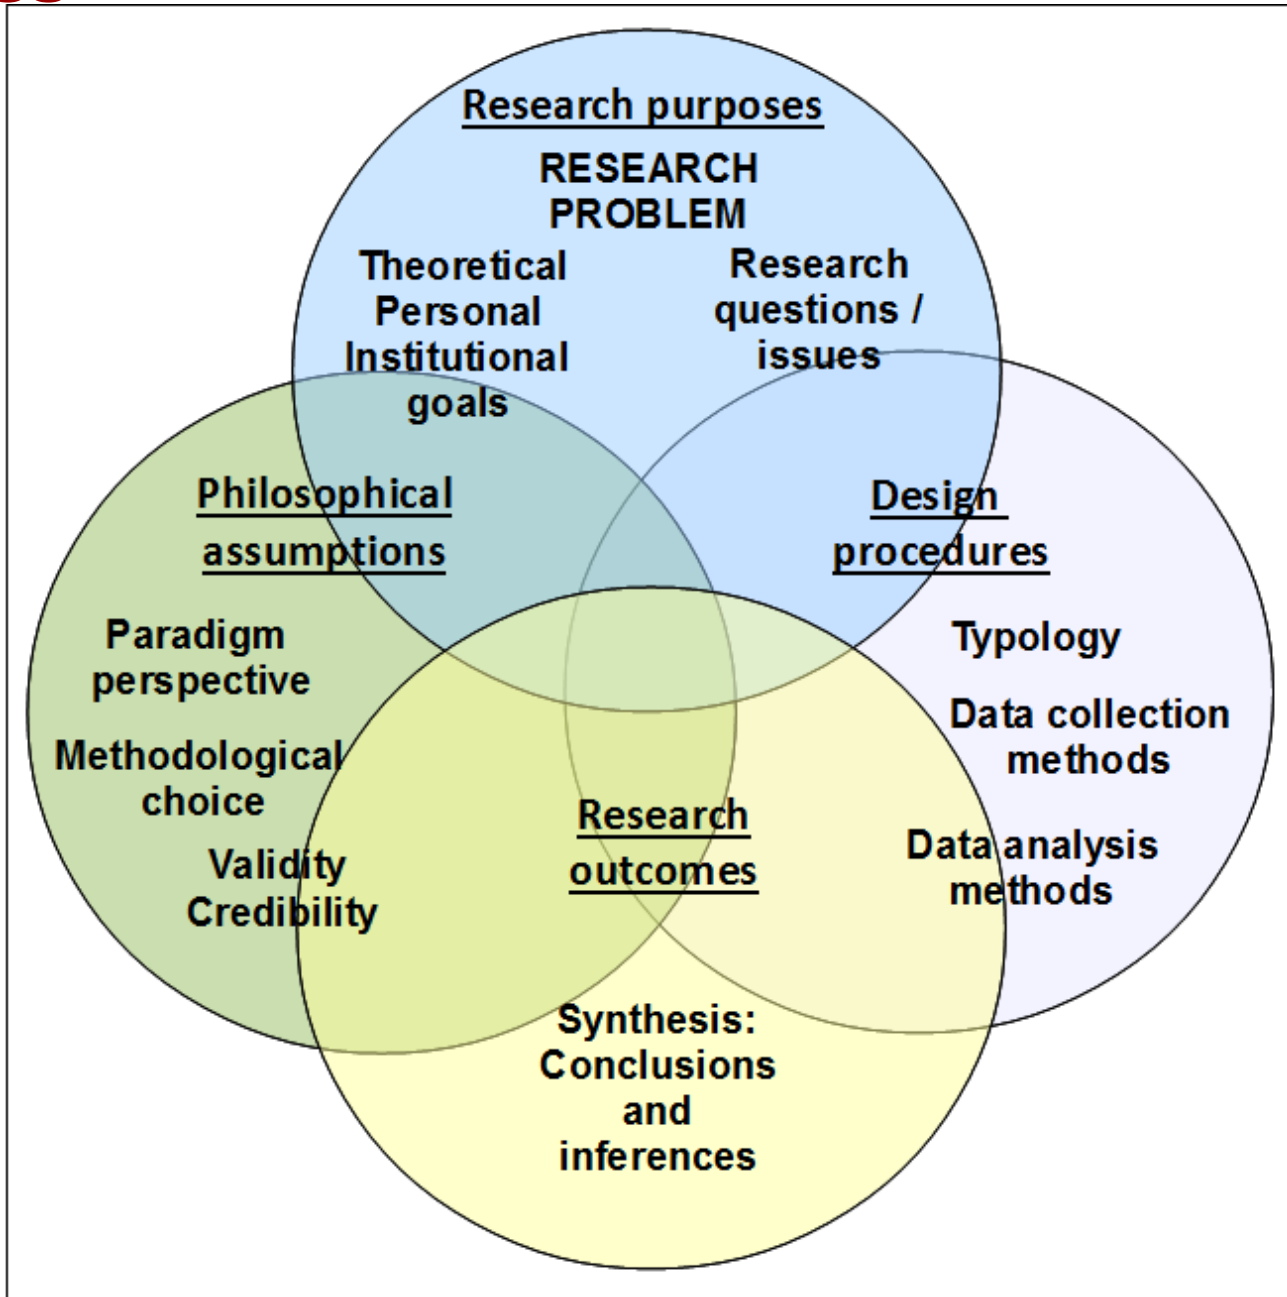 Research purposes
RESEARCH
PROBLEM
Theoretical
Personal
Institutional
goals
Research
questions /
issues
Philosophical
assumptions
Paradigm
perspective
Methodological
choice
Validity
Credibility
Design
procedures
Typology
Data collection
methods
Data analysis
methods
Research
outcomes
Synthesis:
Conclusions
and
inferences